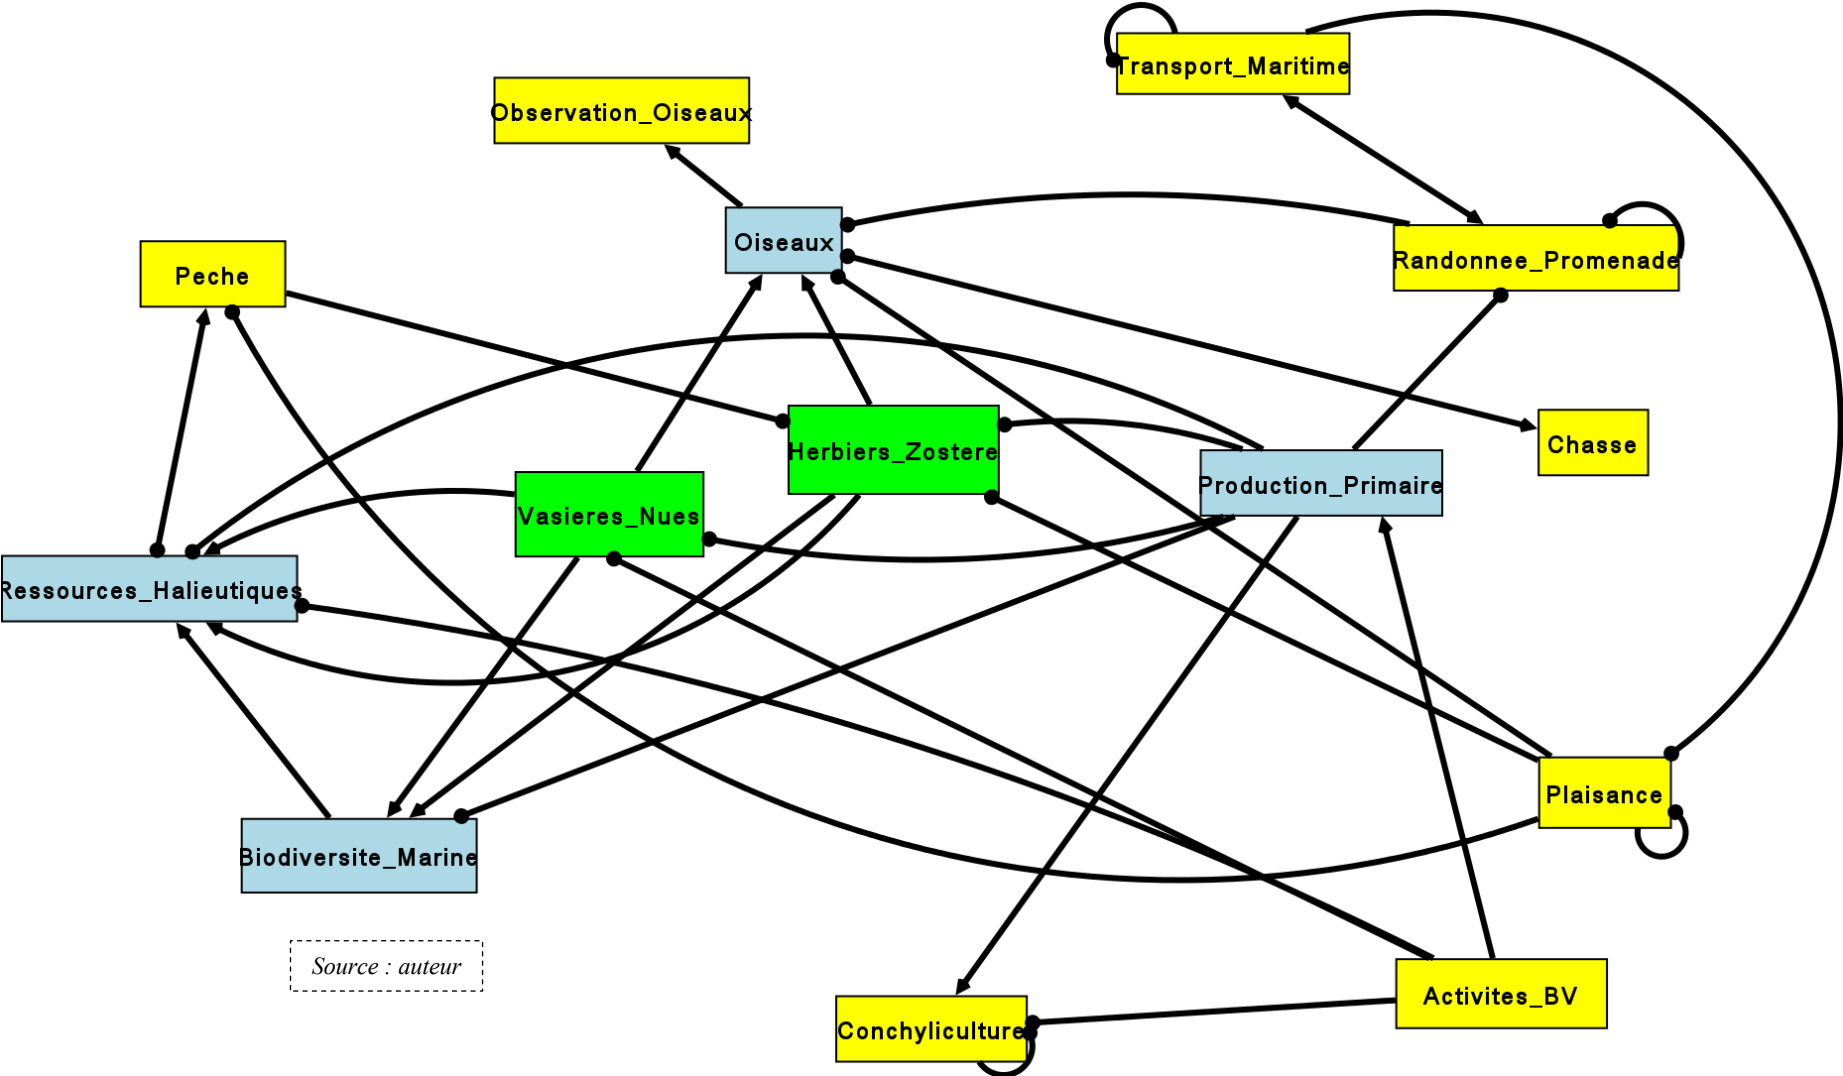 Transport_Maritime
Observation_Oiseaux
Oiseaux
Randonnee_Promenade
Peche
Chasse
Herbiers_Zostere
Production_Primaire
Vasieres_Nues
Ressources_Halieutiques
Plaisance
Biodiversite_Marine
Source : auteur
Activites_BV
Conchyliculture